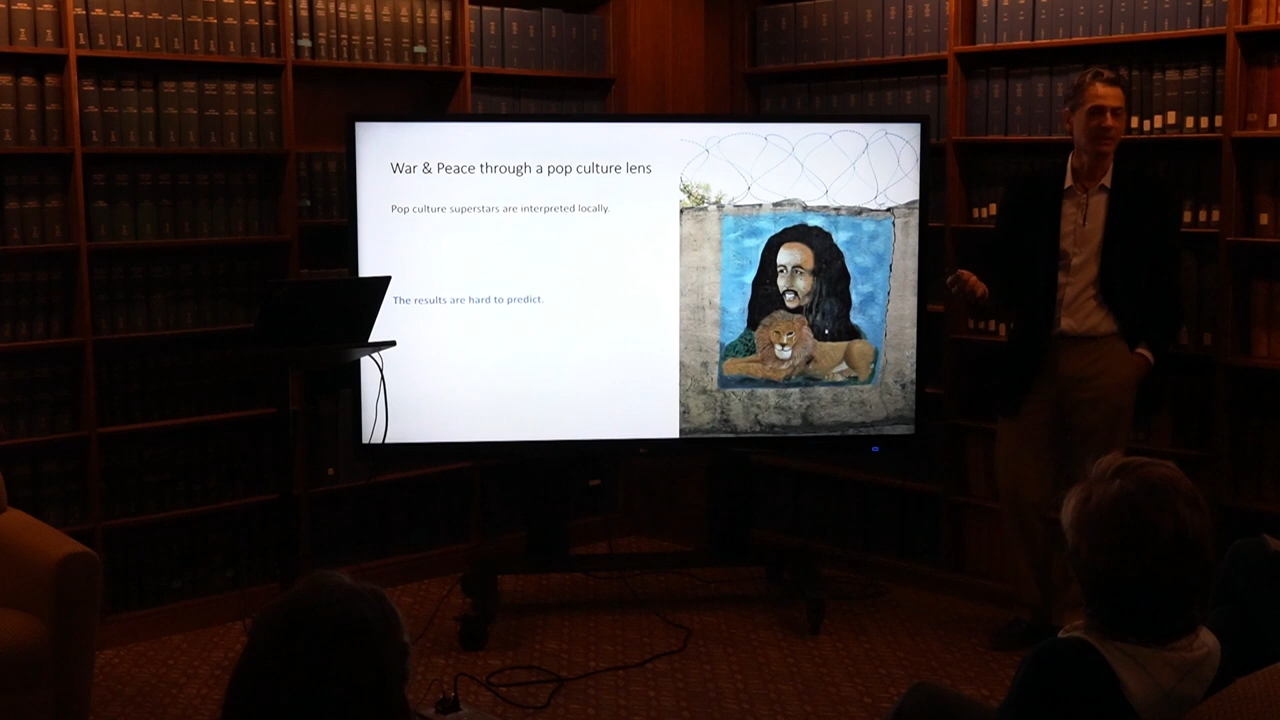 War & Peace through a pop culture lens
Pop culture superstars are interpreted locally.
The results are hard to predict.